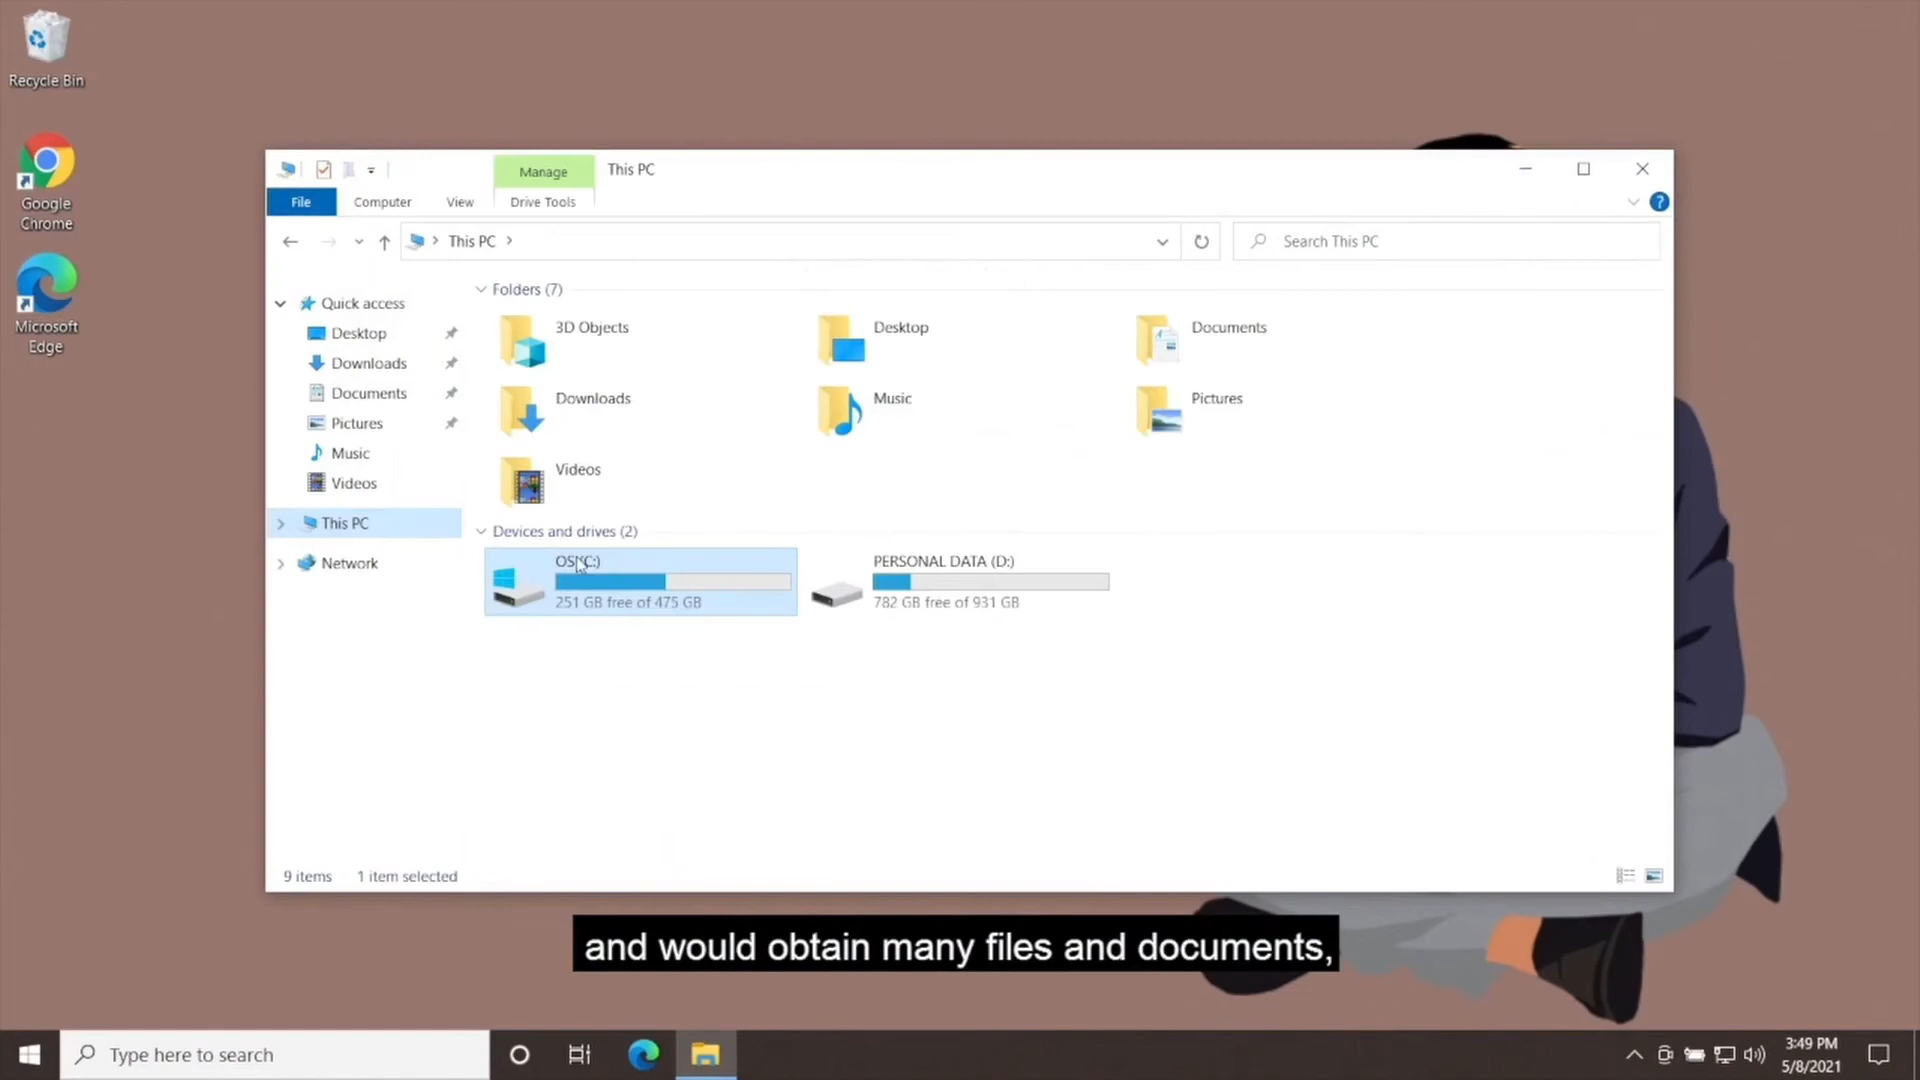 Recycle Bin
Google
Chrome
Microsoft
Edge
Manage
This PC
File
Computer
View
Drive Tools
This PC
Search This PC
Quick access
Desktop
Downloads
Documents
Pictures
Music
Videos
This PC
Network
Folders (7)
3D Objects
Desktop
Documents
Downloads
Music
Pictures
Videos
Devices and drives (2)
OS (C:)
251 GB free of 475 GB
PERSONAL DATA (D:)
782 GB free of 931 GB
9 items
1 item selected
and would obtain many files and documents,
Type here to search
3:49 PM
5/8/2021